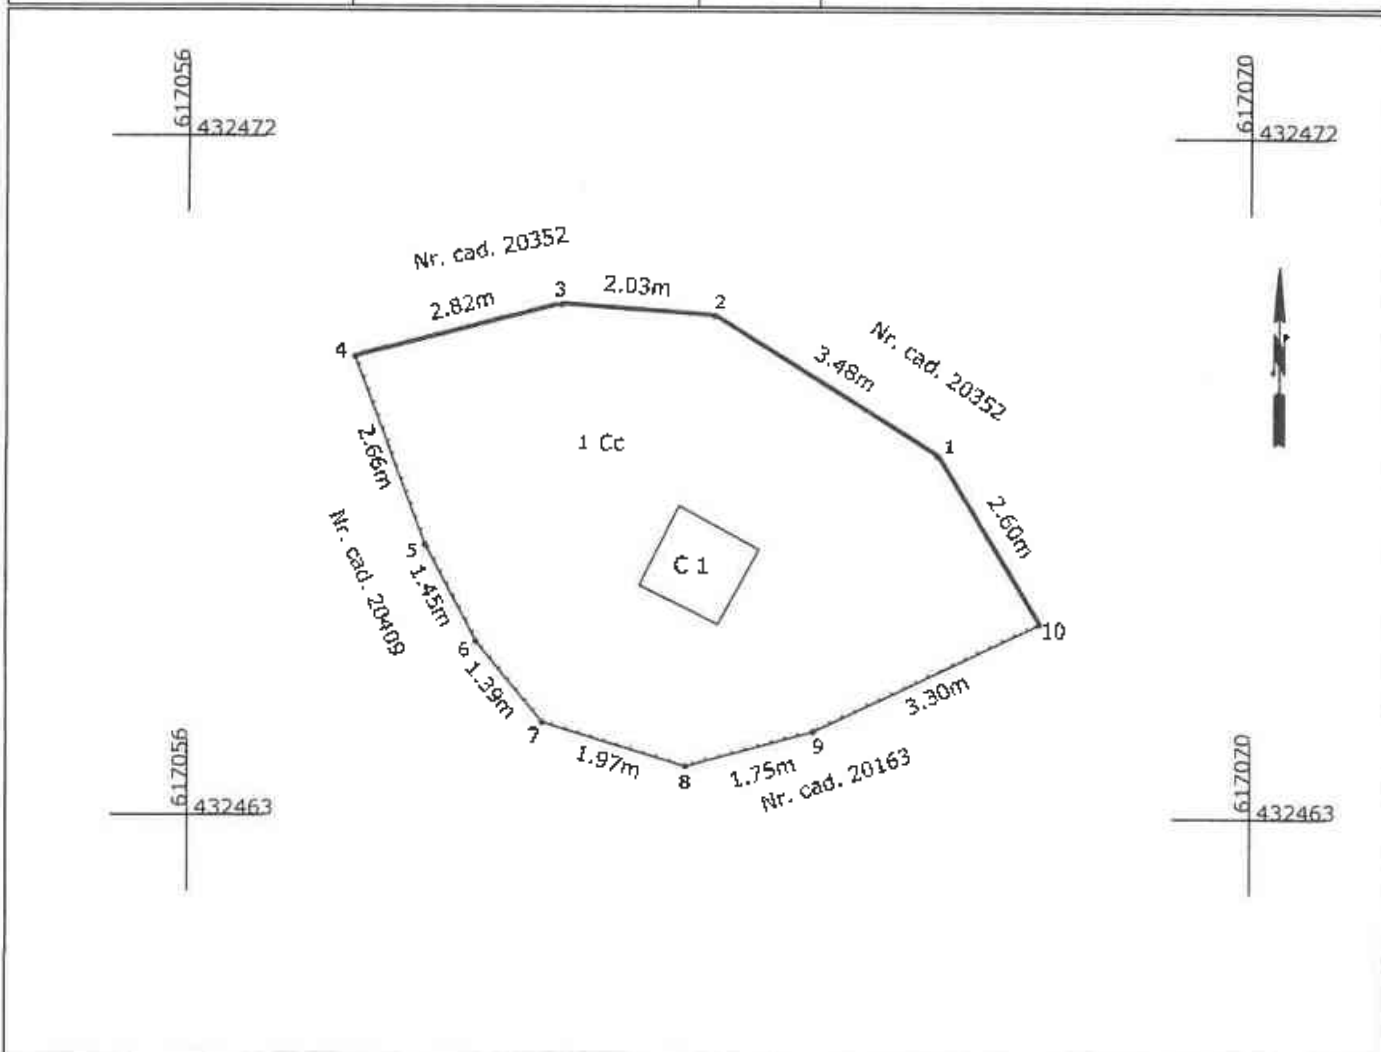 617056
432472
617070
432472
Nr. cad. 20352
2.82m
3
2.03m
2
Nr. cad. 20352
4
3.48m
1
1 Cc
2.66m
2.60m
Nr. cad. 20409
5
1.45m
C 1
6
1.39m
10
3.30m
7
1.97m
8
1.75m
9
Nr. cad. 20163
617056
432463
617070
432463
N